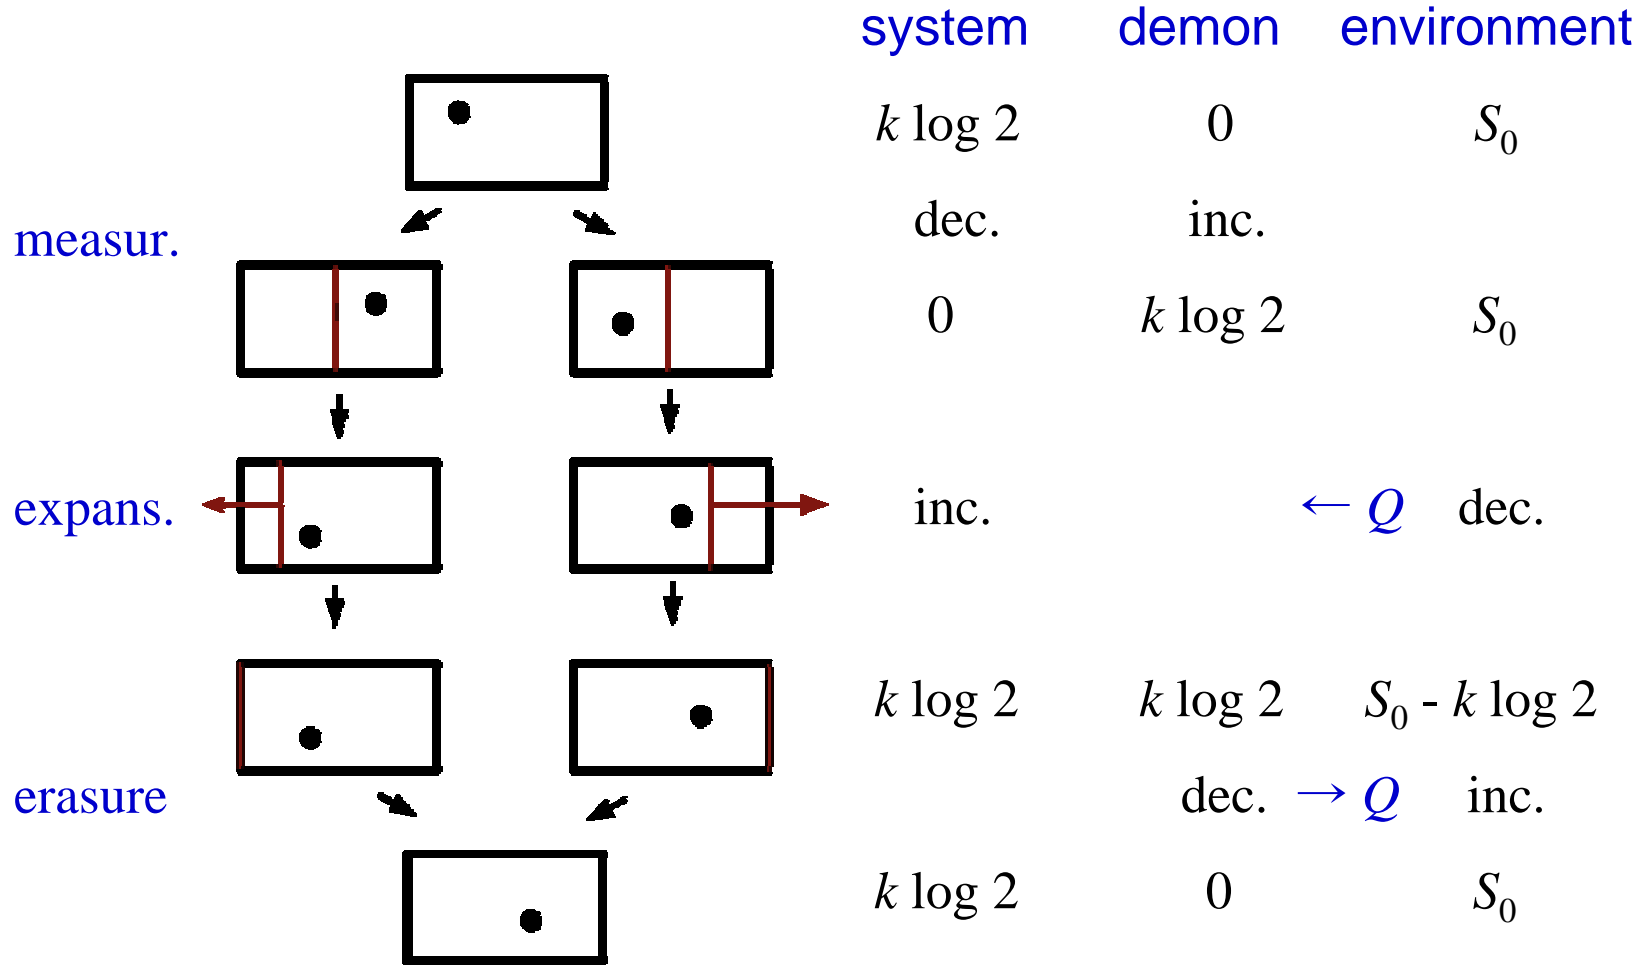 system demon environment
k log 2 0 S₀
measur. dec. inc.
0 k log 2 S₀
expans. inc. ← Q dec.
k log 2 k log 2 S₀ - k log 2
erasure dec. → Q inc.
k log 2 0 S₀